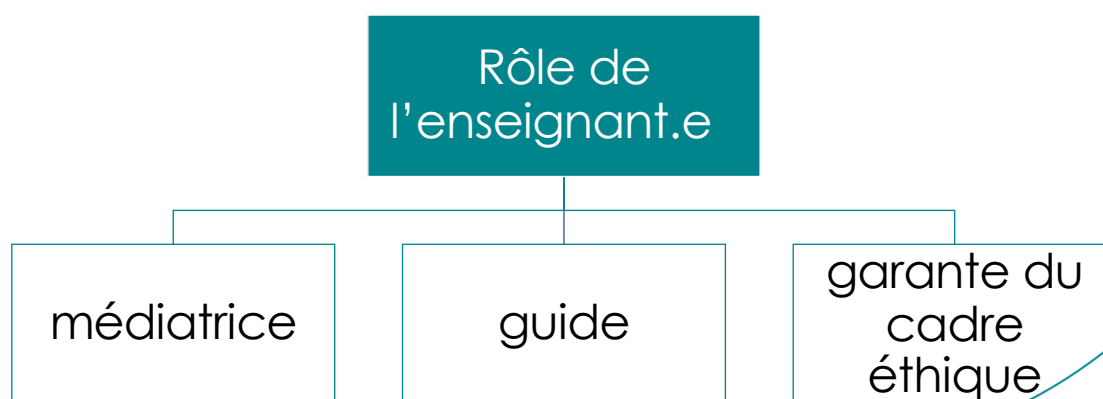 Rôle de
l’enseignant.e
médiatrice
guide
garante du
cadre
éthique